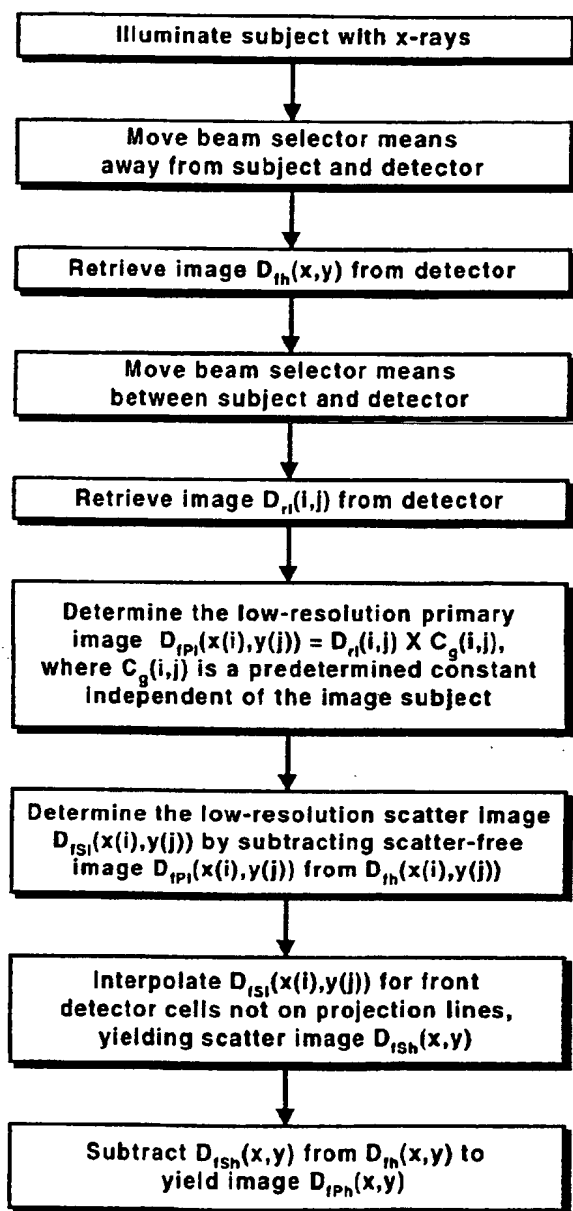 Illuminate subject with x-rays
Move beam selector means
away from subject and detector
Retrieve image D_fh(x,y) from detector
Move beam selector means
between subject and detector
Retrieve image D_rl(i,j) from detector
Determine the low-resolution primary
image D_fPl(x(i),y(j)) = D_rl(i,j) X C_g(i,j),
where C_g(i,j) is a predetermined constant
independent of the image subject
Determine the low-resolution scatter image
D_fSl(x(i),y(j)) by subtracting scatter-free
image D_fPl(x(i),y(j)) from D_fh(x(i),y(j))
Interpolate D_fSl(x(i),y(j)) for front
detector cells not on projection lines,
yielding scatter image D_fSh(x,y)
Subtract D_fSh(x,y) from D_fh(x,y) to
yield image D_fPh(x,y)